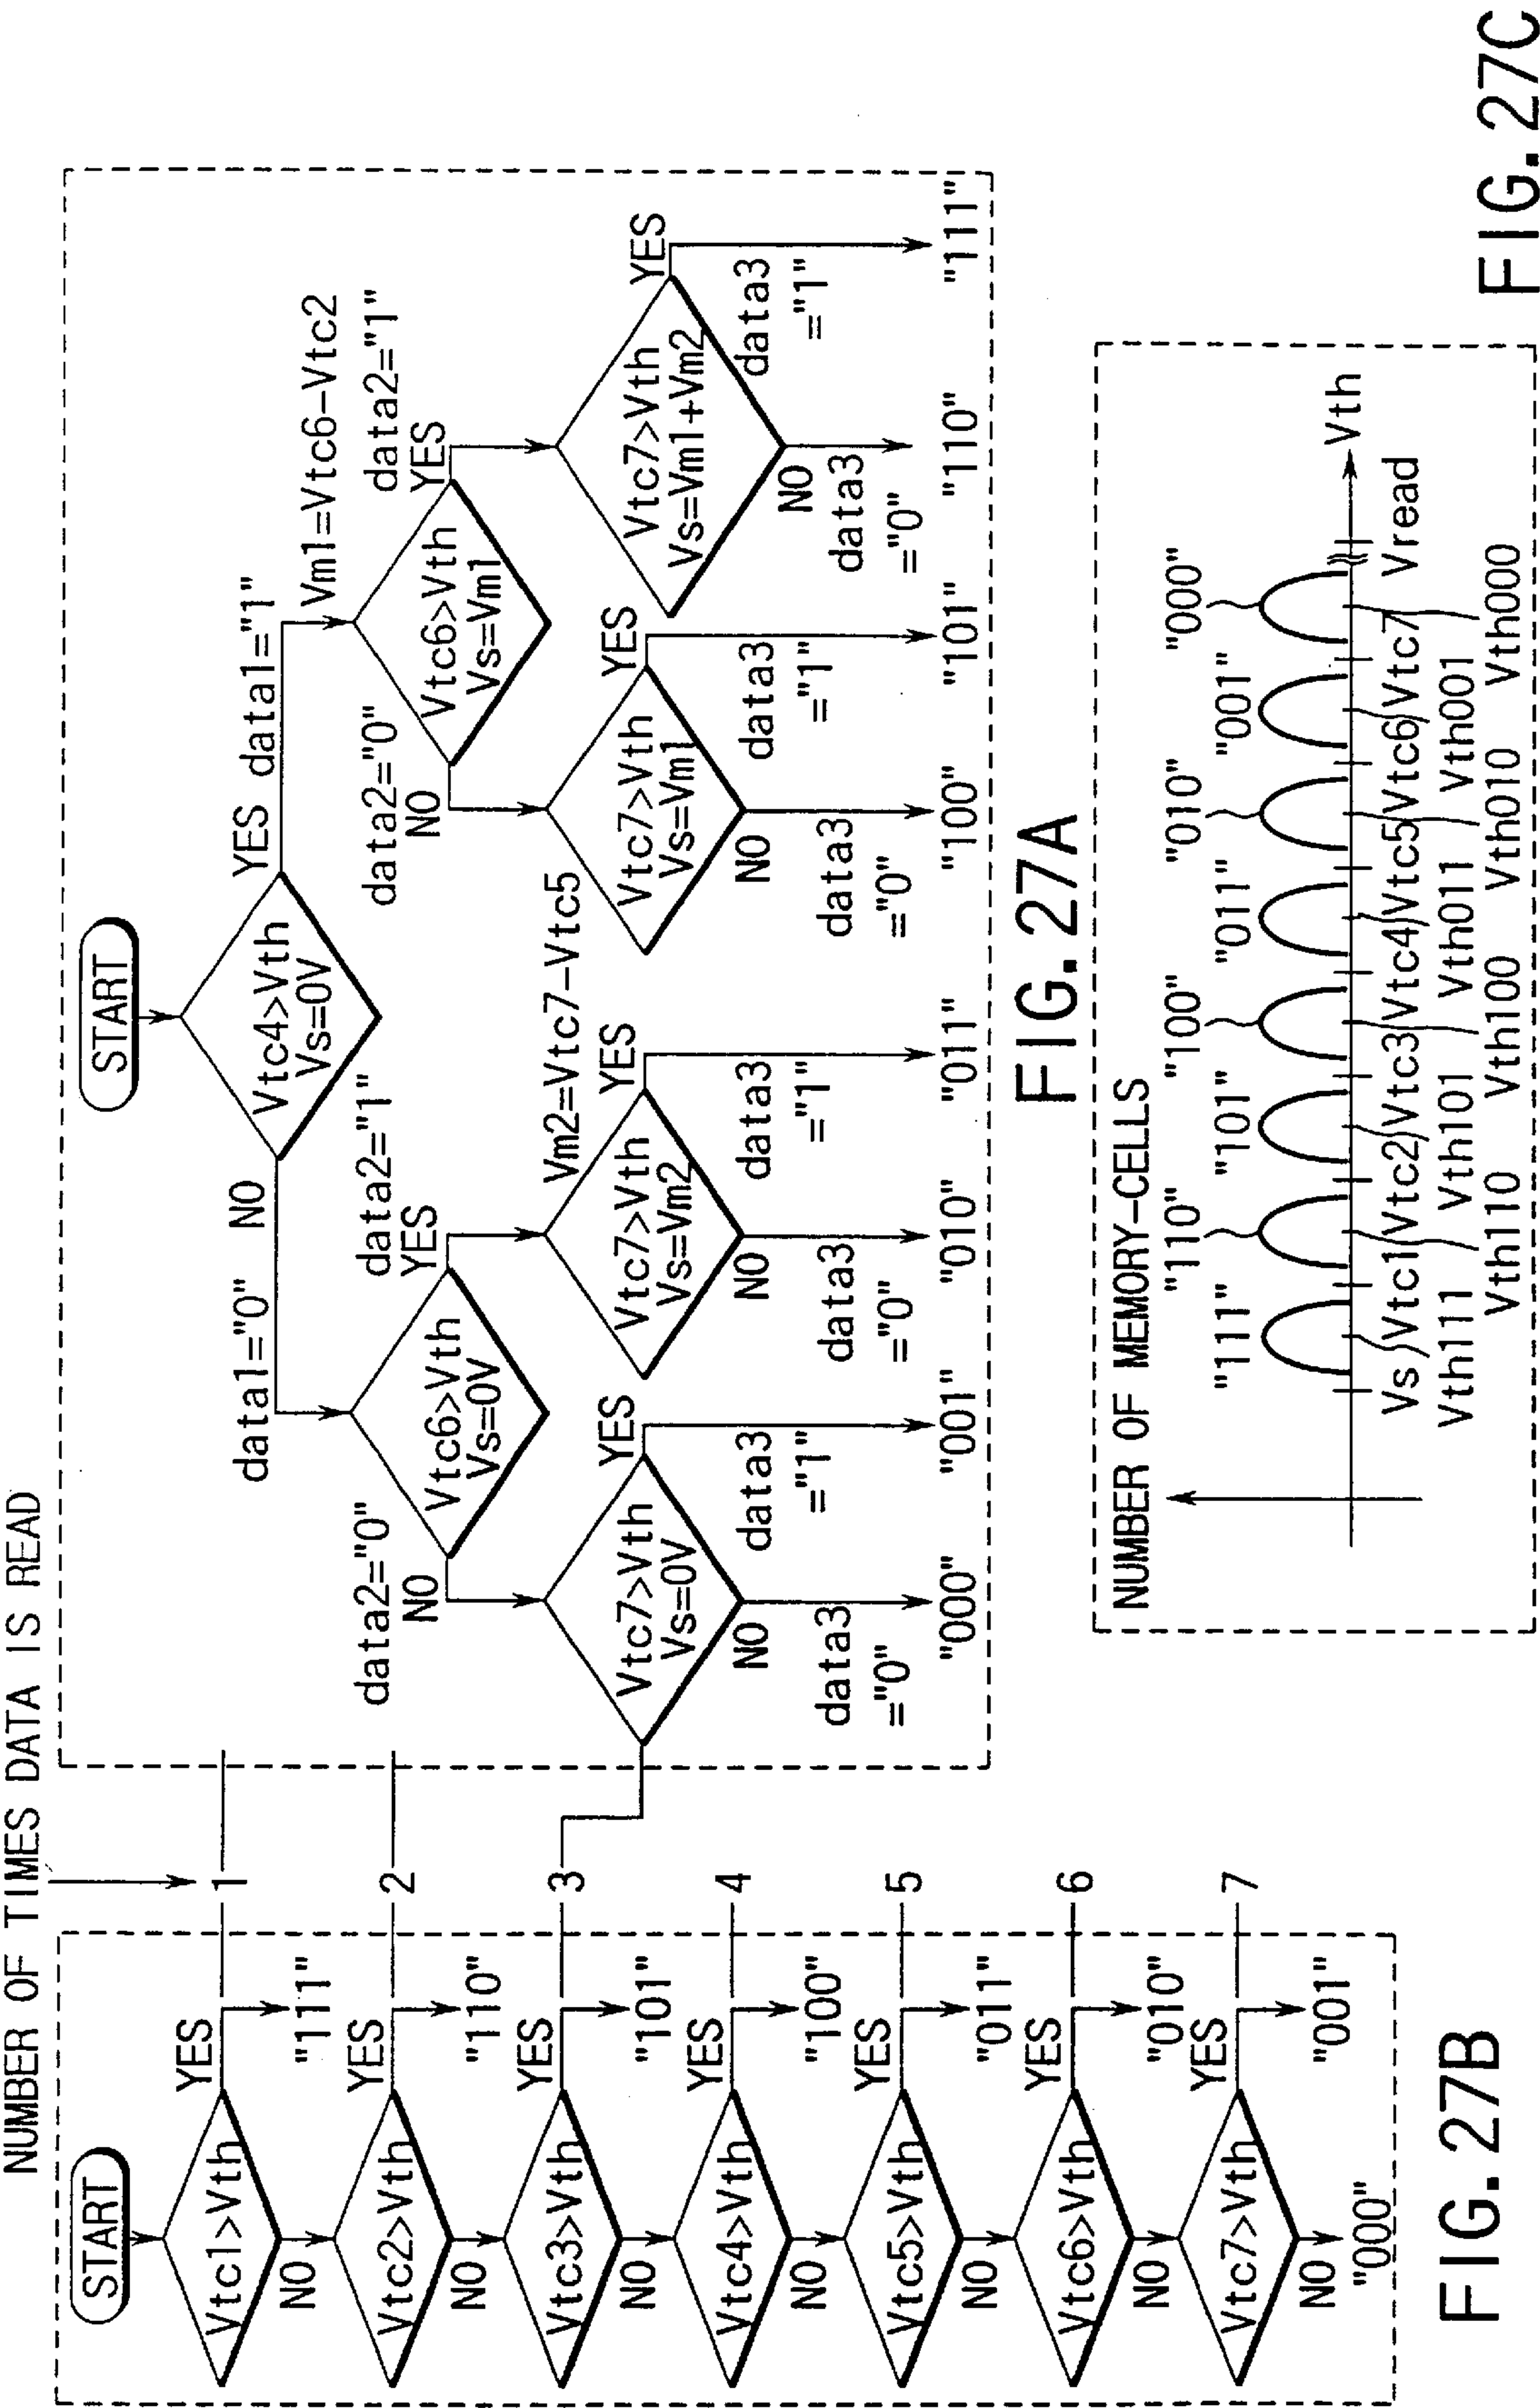 NUMBER OF TIMES DATA IS READ
START
Vtc1>Vth
YES
"111"
NO
Vtc2>Vth
YES
"110"
NO
Vtc3>Vth
YES
"101"
NO
Vtc4>Vth
YES
"100"
NO
Vtc5>Vth
YES
"011"
NO
Vtc6>Vth
YES
"010"
NO
Vtc7>Vth
YES
"001"
NO
"000"
FIG.27B
1
2
3
4
5
6
7
START
Vtc4>Vth
Vs=0V
NO
data1="0"
YES data1="1"
Vm1=Vtc6-Vtc2
Vtc6>Vth
Vs=0V
data2="0"
NO
data2="1"
YES
Vtc6>Vth
Vs=Vm1
data2="0"
NO
data2="1"
YES
Vm2=Vtc7-Vtc5
Vtc7>Vth
Vs=0V
YES
NO
data3
="0"
data3
="1"
Vtc7>Vth
Vs=Vm2
YES
NO
data3
="0"
data3
="1"
Vtc7>Vth
Vs=Vm1
YES
NO
data3
="0"
data3
="1"
Vtc7>Vth
Vs=Vm1+Vm2
YES
NO
data3
="0"
data3
="1"
"000" "001" "010" "011" "100" "101" "110" "111"
FIG.27A
NUMBER OF MEMORY-CELLS
"111" "110" "101" "100" "011" "010" "001" "000"
Vth
Vs Vtc1 Vtc2 Vtc3 Vtc4 Vtc5 Vtc6 Vtc7 Vread
Vth111 Vth101 Vth011 Vth001
Vth110 Vth100 Vth010 Vth000
FIG.27C